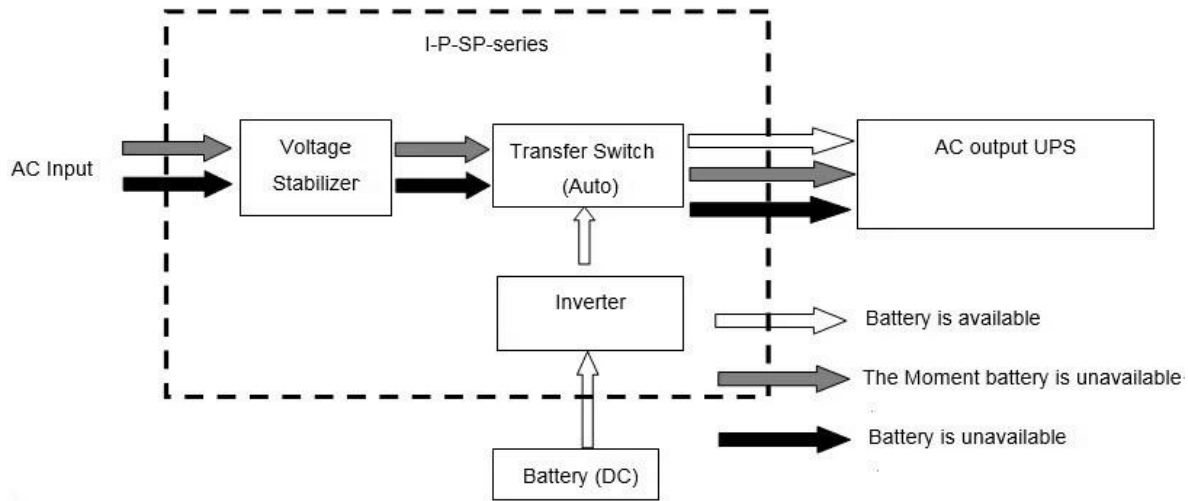 I-P-SP-series
AC Input
Voltage
Stabilizer
Transfer Switch
(Auto)
AC output UPS
Inverter
Battery (DC)
Battery is available
The Moment battery is unavailable
Battery is unavailable